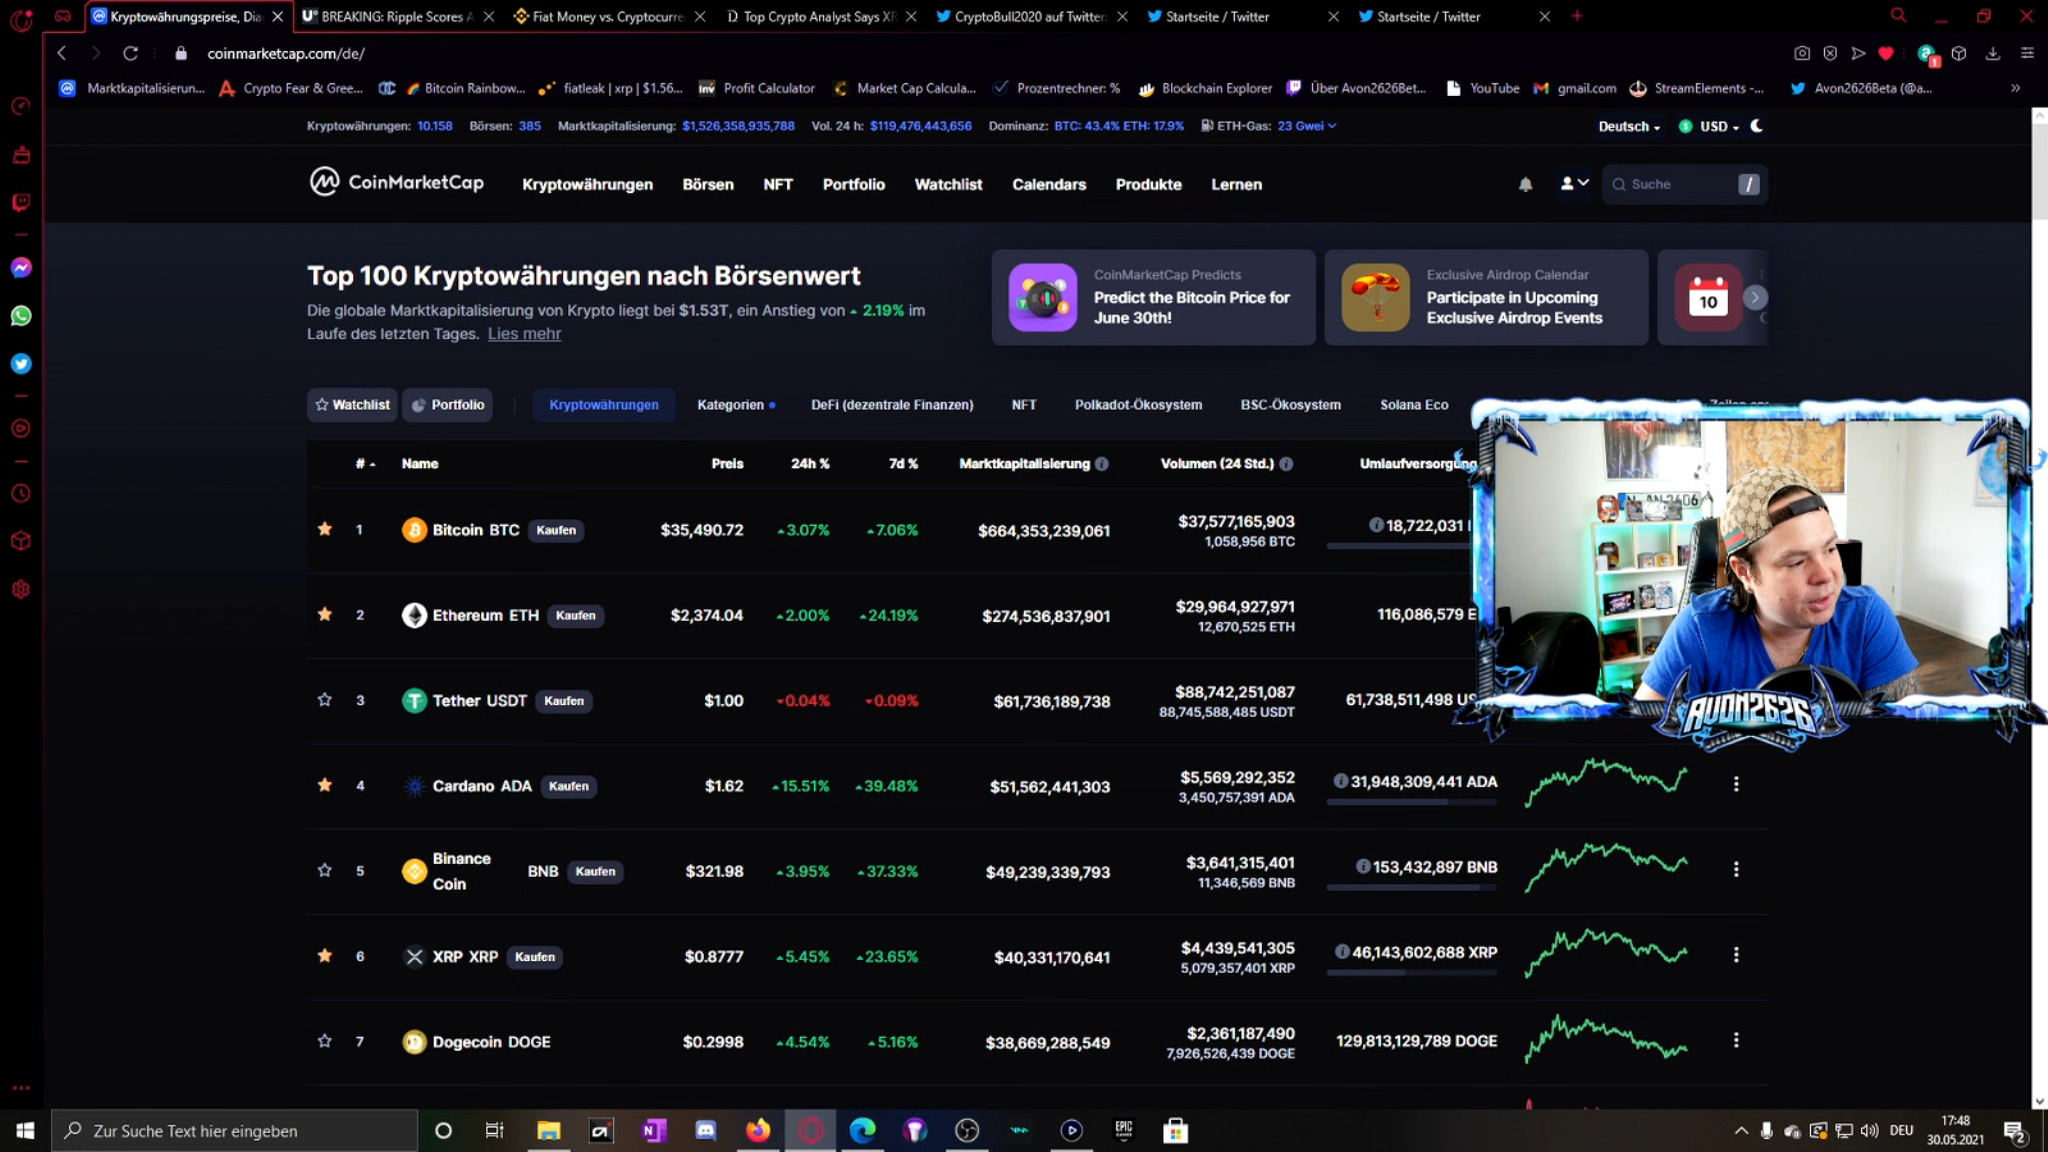 Kryptowährungspreise, Dia
BREAKING: Ripple Scores A
Fiat Money vs. Cryptocurre
Top Crypto Analyst Says XR
CryptoBull2020 auf Twitter
Startseite / Twitter
Startseite / Twitter
coinmarketcap.com/de/
1
Marktkapitalisierun...
Crypto Fear & Gree...
Bitcoin Rainbow...
fiatleak | xrp | $1.56...
Profit Calculator
Market Cap Calcula...
Prozentrechner: %
Blockchain Explorer
Über Avon2626Bet...
YouTube
gmail.com
StreamElements -...
Avon2626Beta (@a...
Kryptowährungen: 10.158 Börsen: 385 Marktkapitalisierung: $1,526,358,935,788 Vol. 24 h: $119,476,443,656 Dominanz: BTC: 43.4% ETH: 17.9% ETH-Gas: 23 Gwei
Deutsch
USD
CoinMarketCap
Kryptowährungen Börsen NFT Portfolio Watchlist Calendars Produkte Lernen
Suche /
Top 100 Kryptowährungen nach Börsenwert
Die globale Marktkapitalisierung von Krypto liegt bei $1.53T, ein Anstieg von 2.19% im
Laufe des letzten Tages. Lies mehr
CoinMarketCap Predicts
Predict the Bitcoin Price for
June 30th!
Exclusive Airdrop Calendar
Participate in Upcoming
Exclusive Airdrop Events
10
Watchlist Portfolio Kryptowährungen Kategorien DeFi (dezentrale Finanzen) NFT Polkadot-Ökosystem BSC-Ökosystem Solana Eco
# Name Preis 24h % 7d % Marktkapitalisierung Volumen (24 Std.) Umlaufversorgung
1 Bitcoin BTC Kaufen $35,490.72 3.07% 7.06% $664,353,239,061 $37,577,165,903 18,722,031
1,058,956 BTC
2 Ethereum ETH Kaufen $2,374.04 2.00% 24.19% $274,536,837,901 $29,964,927,971 116,086,579 E
12,670,525 ETH
3 Tether USDT Kaufen $1.00 0.04% 0.09% $61,736,189,738 $88,742,251,087 61,738,511,498 US
88,745,588,485 USDT
4 Cardano ADA Kaufen $1.62 15.51% 39.48% $51,562,441,303 $5,569,292,352 31,948,309,441 ADA
3,450,757,391 ADA
5 Binance Coin BNB Kaufen $321.98 3.95% 37.33% $49,239,339,793 $3,641,315,401 153,432,897 BNB
11,346,569 BNB
6 XRP XRP Kaufen $0.8777 5.45% 23.65% $40,331,170,641 $4,439,541,305 46,143,602,688 XRP
5,079,357,401 XRP
7 Dogecoin DOGE $0.2998 4.54% 5.16% $38,669,288,549 $2,361,187,490 129,813,129,789 DOGE
7,926,526,439 DOGE
AVON2626
Zur Suche Text hier eingeben
EPIC
DEU
17:48
30.05.2021
2